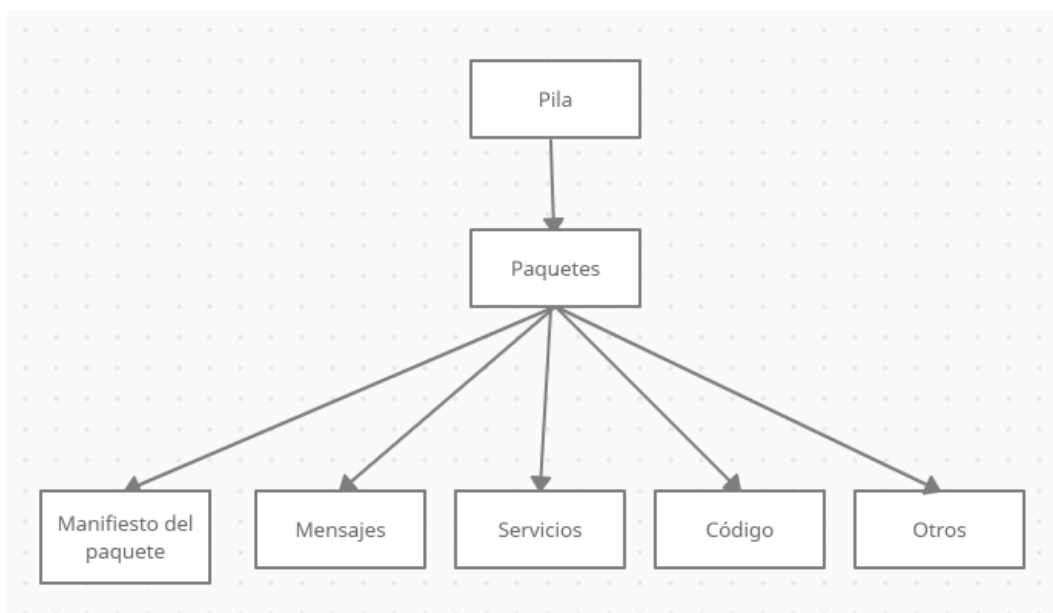 Pila
Paquetes
Manifiesto del
paquete
Mensajes
Servicios
Código
Otros